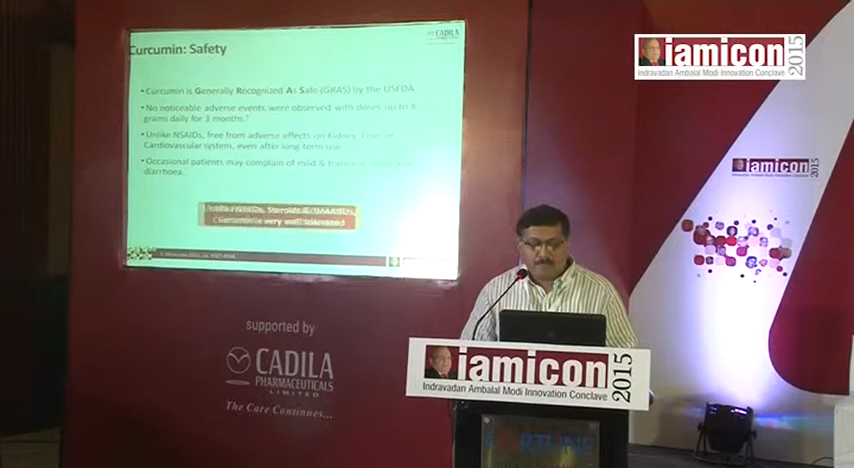 Curcumin: Safety
CADILA
• Curcumin is Generally Recognized As Safe (GRAS) by the USFDA.
• No noticeable adverse events were observed with doses up to 8
grams daily for 3 months.
• Unlike NSAIDs, free from adverse effects on Kidney, Liver or
Cardiovascular system, even after long term use.
• Occasional patients may complain of mild &
diarrhoea.
Steroids &
Curcumin is very well tolerated
supported by
CADILA
PHARMACEUTICALS
LIMITED
The Care Continues...
iamicon 2015
Indravadan Ambalal Modi Innovation Conclave
iamicon 2015
iamicon 2015
Indravadan Ambalal Modi Innovation Conclave